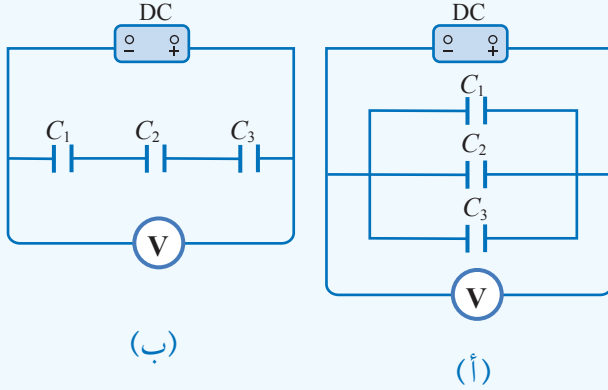 DC
− +
C1 C2 C3
V
(ب)
DC
− +
C1
C2
C3
V
(أ)